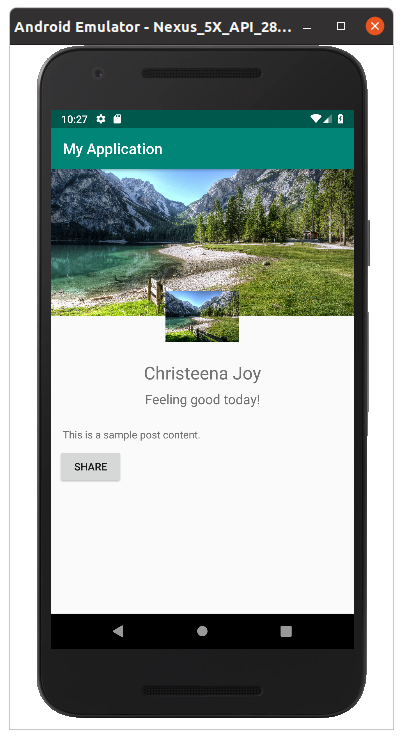 Android Emulator - Nexus_5X_API_28...
10:27
My Application
Christeena Joy
Feeling good today!
This is a sample post content.
SHARE